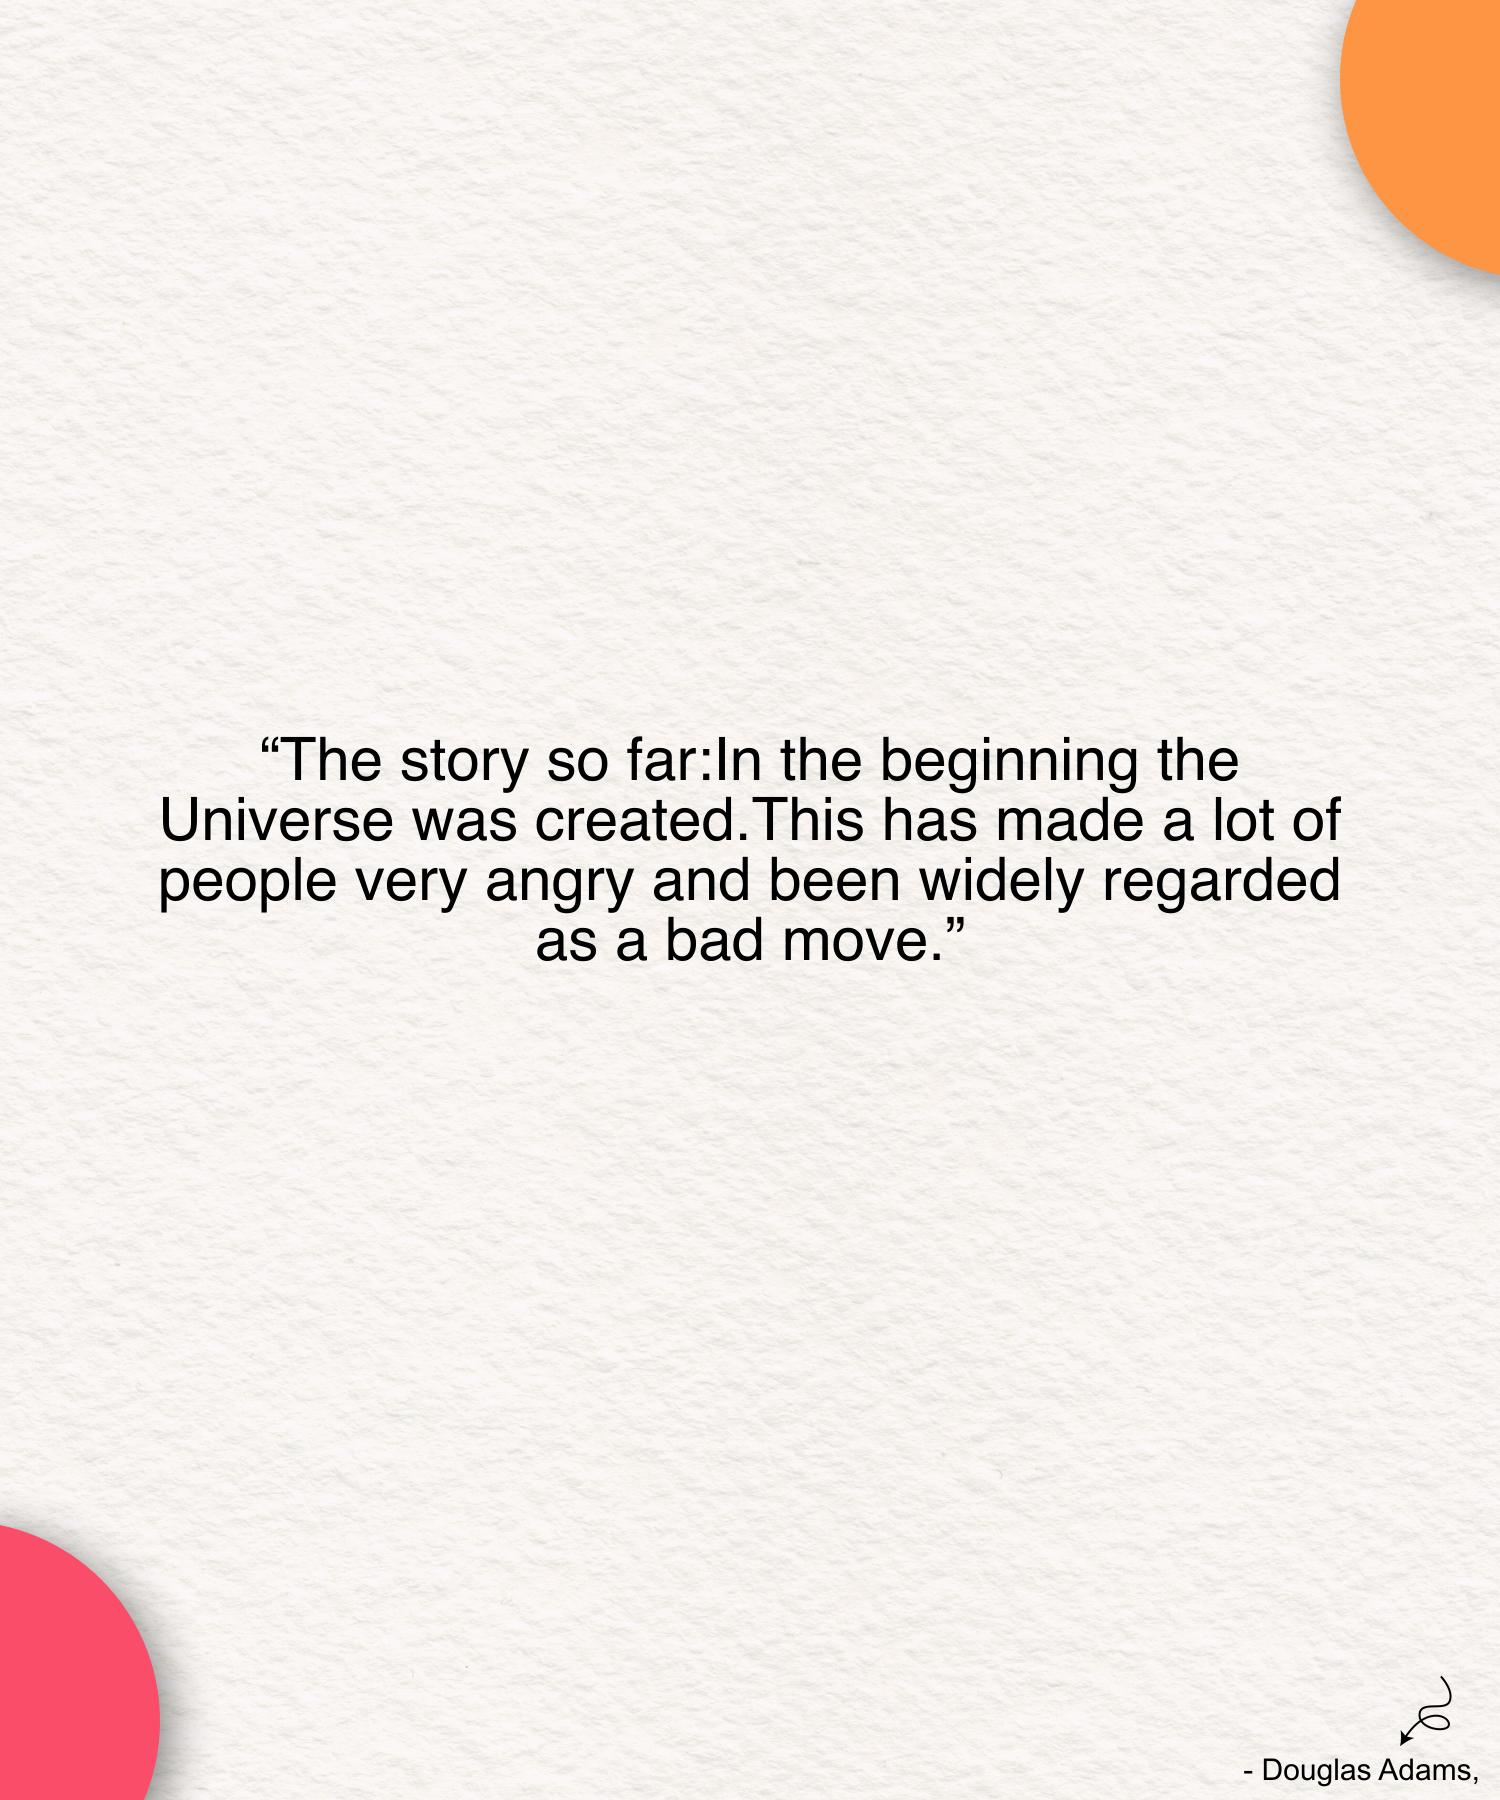 “The story so far:In the beginning the
Universe was created.This has made a lot of
people very angry and been widely regarded
as a bad move.”
- Douglas Adams,